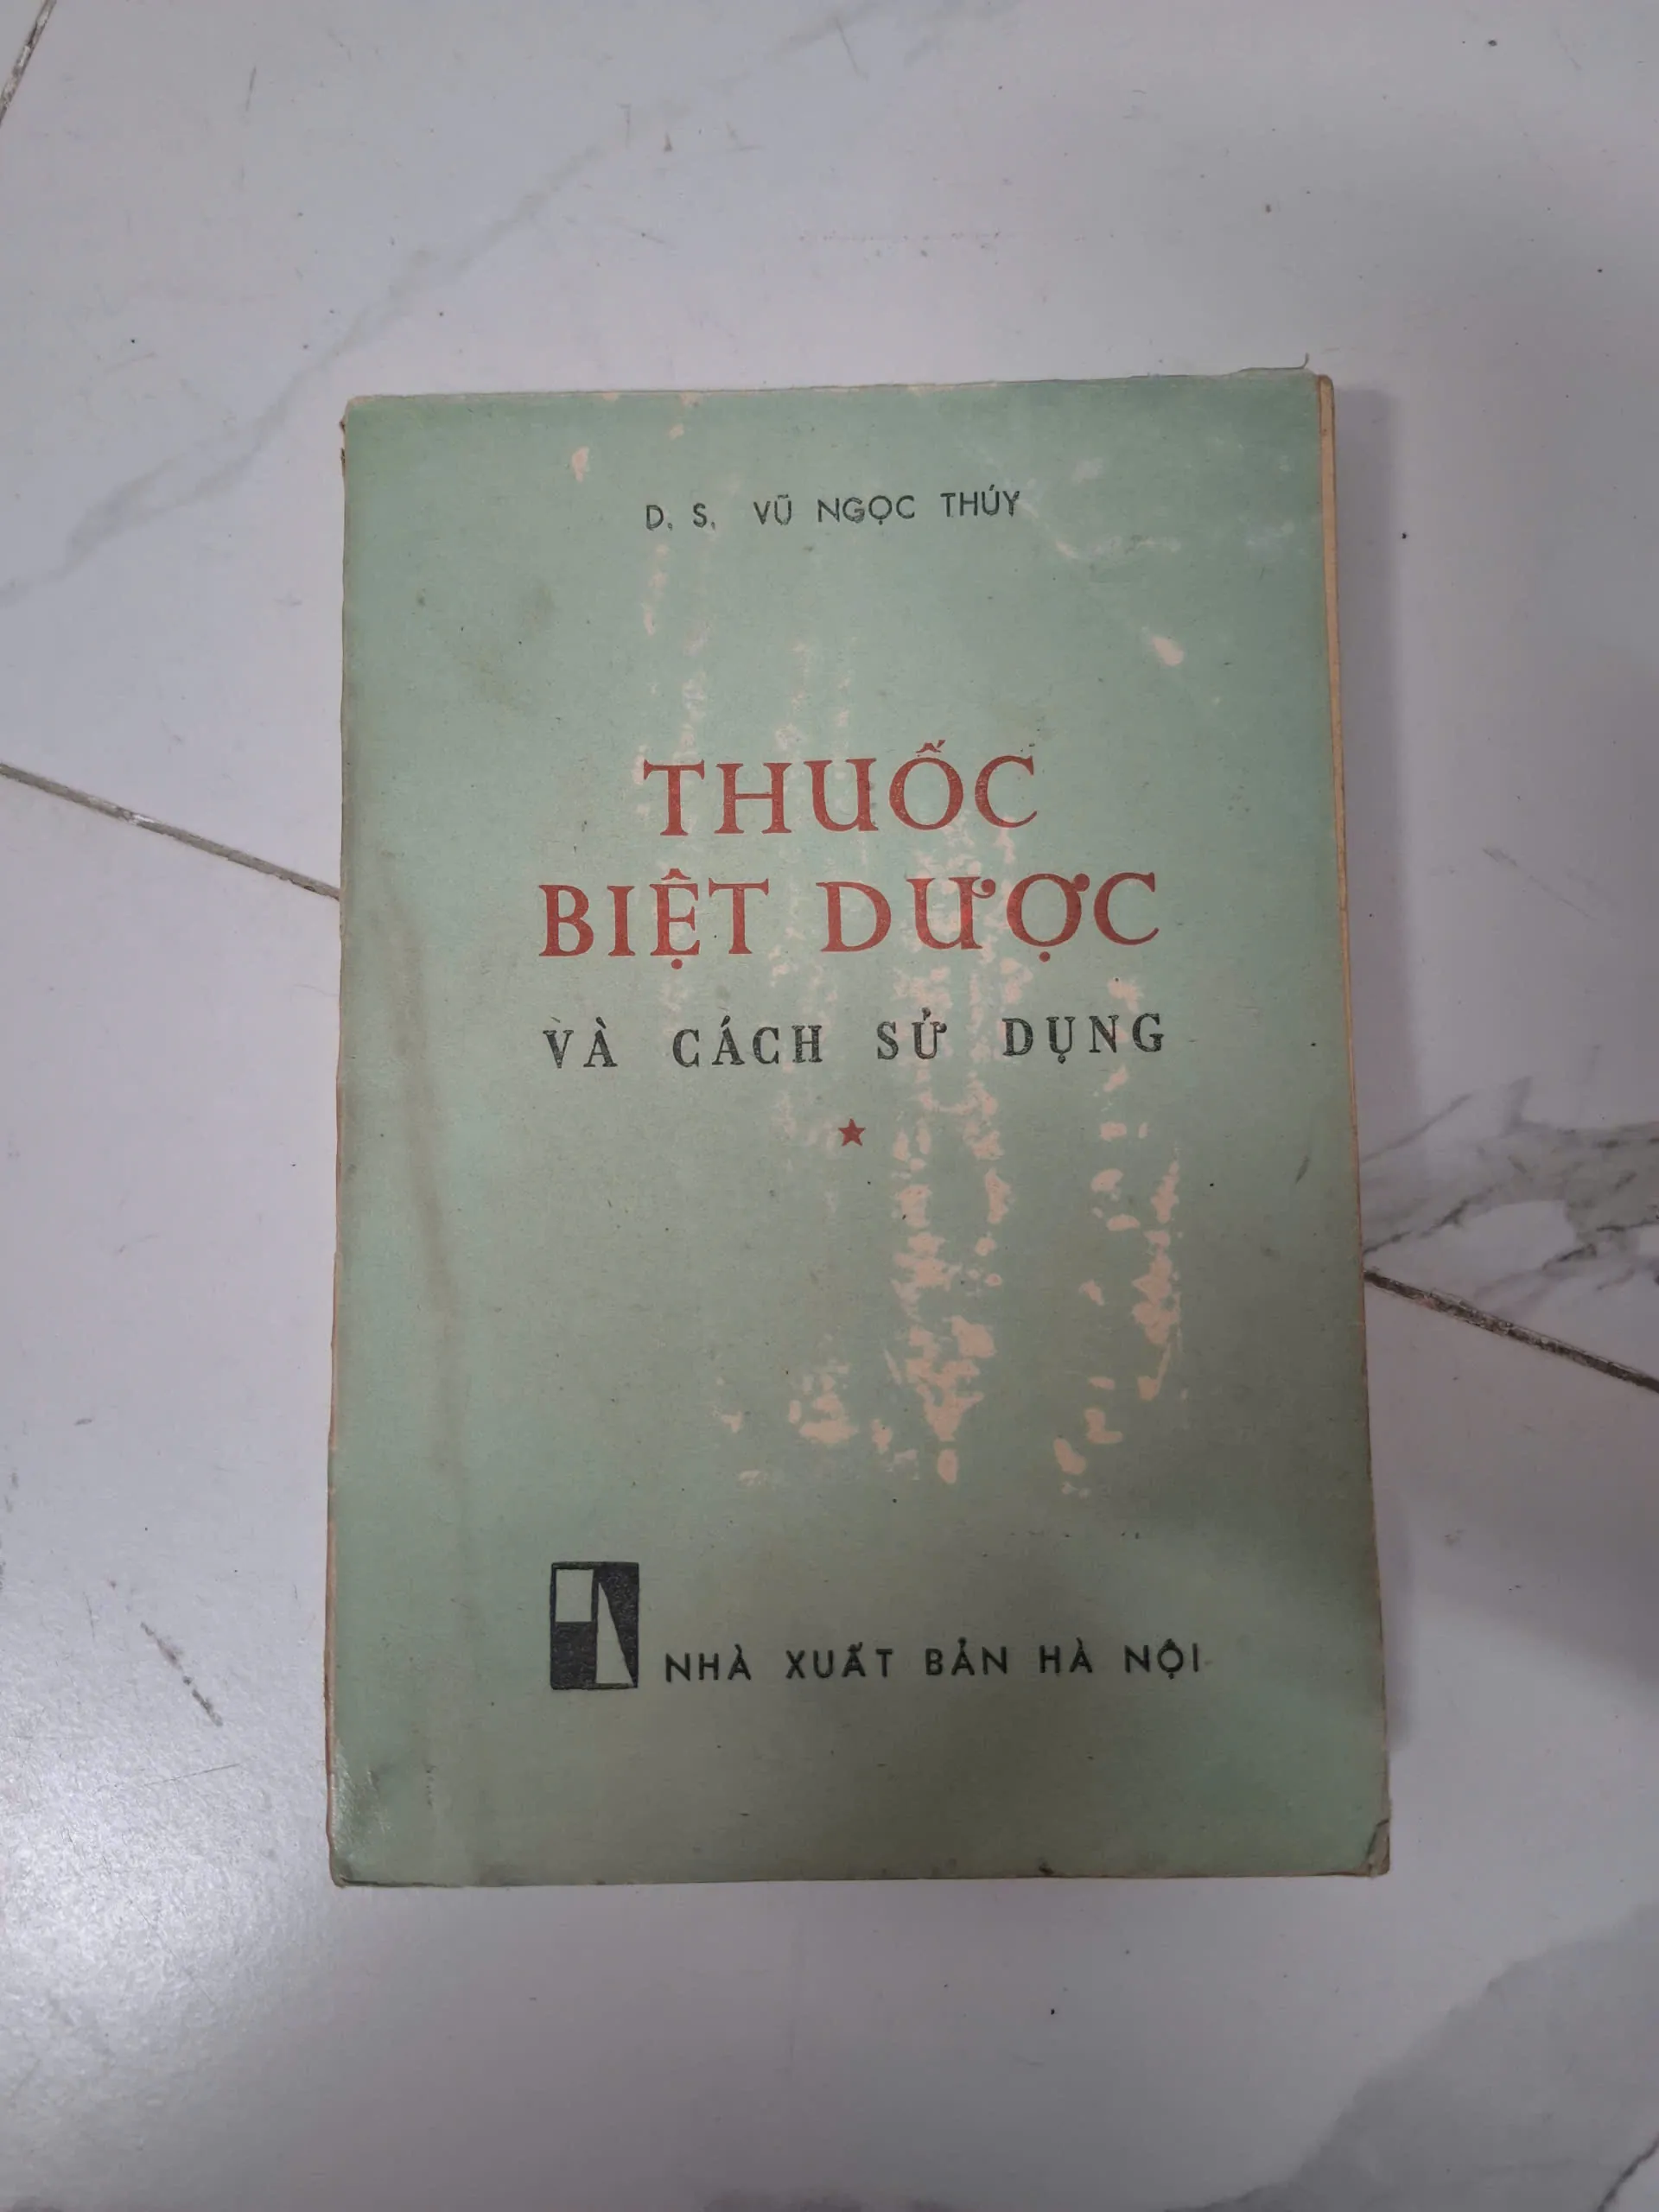 D. S. VŨ NGỌC THÚY
THUỐC
BIỆT DƯỢC
VÀ CÁCH SỬ DỤNG
NHÀ XUẤT BẢN HÀ NỘI